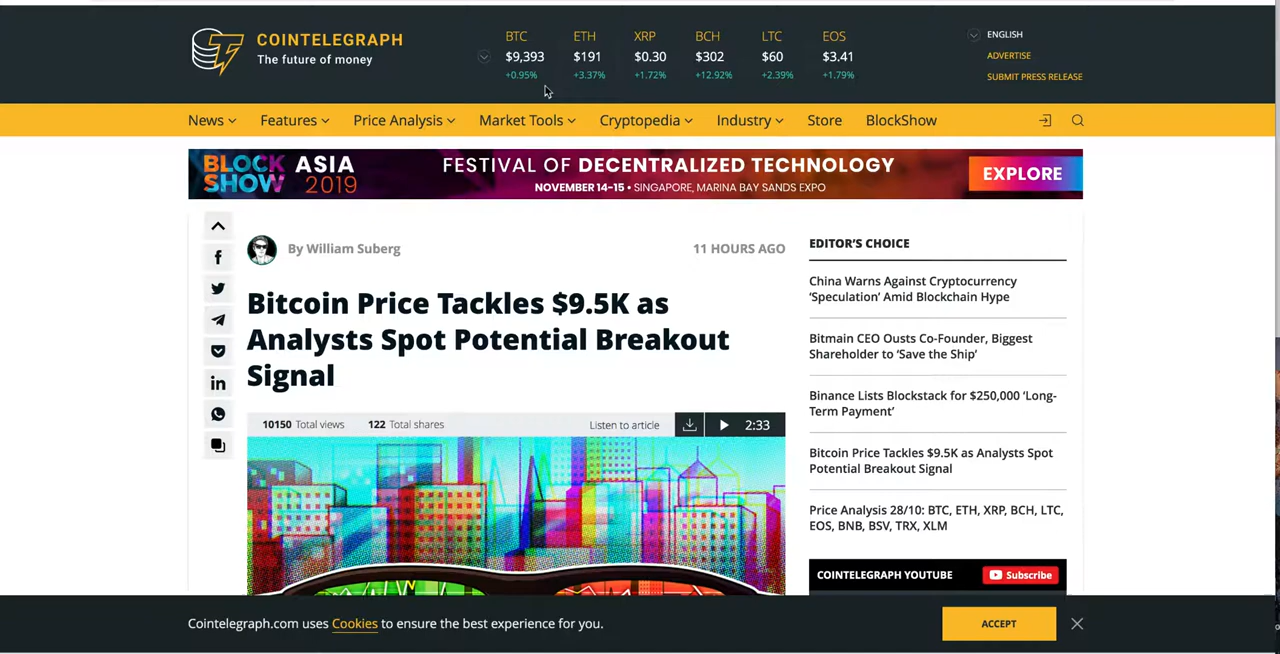 COINTELEGRAPH
The future of money
BTC ETH XRP BCH LTC EOS
$9,393 $191 $0.30 $302 $60 $3.41
+0.95% +3.37% +1.72% +12.92% +2.39% +1.79%
ENGLISH
ADVERTISE
SUBMIT PRESS RELEASE
News Features Price Analysis Market Tools Cryptopedia Industry Store BlockShow
BLOCK SHOW ASIA 2019
FESTIVAL OF DECENTRALIZED TECHNOLOGY
NOVEMBER 14-15 • SINGAPORE, MARINA BAY SANDS EXPO
EXPLORE
By William Suberg 11 HOURS AGO
Bitcoin Price Tackles $9.5K as
Analysts Spot Potential Breakout
Signal
10150 Total views 122 Total shares Listen to article 2:33
EDITOR'S CHOICE
China Warns Against Cryptocurrency
‘Speculation’ Amid Blockchain Hype
Bitmain CEO Ousts Co-Founder, Biggest
Shareholder to ‘Save the Ship’
Binance Lists Blockstack for $250,000 ‘Long-
Term Payment’
Bitcoin Price Tackles $9.5K as Analysts Spot
Potential Breakout Signal
Price Analysis 28/10: BTC, ETH, XRP, BCH, LTC,
EOS, BNB, BSV, TRX, XLM
COINTELEGRAPH YOUTUBE Subscribe
Cointelegraph.com uses Cookies to ensure the best experience for you.
ACCEPT